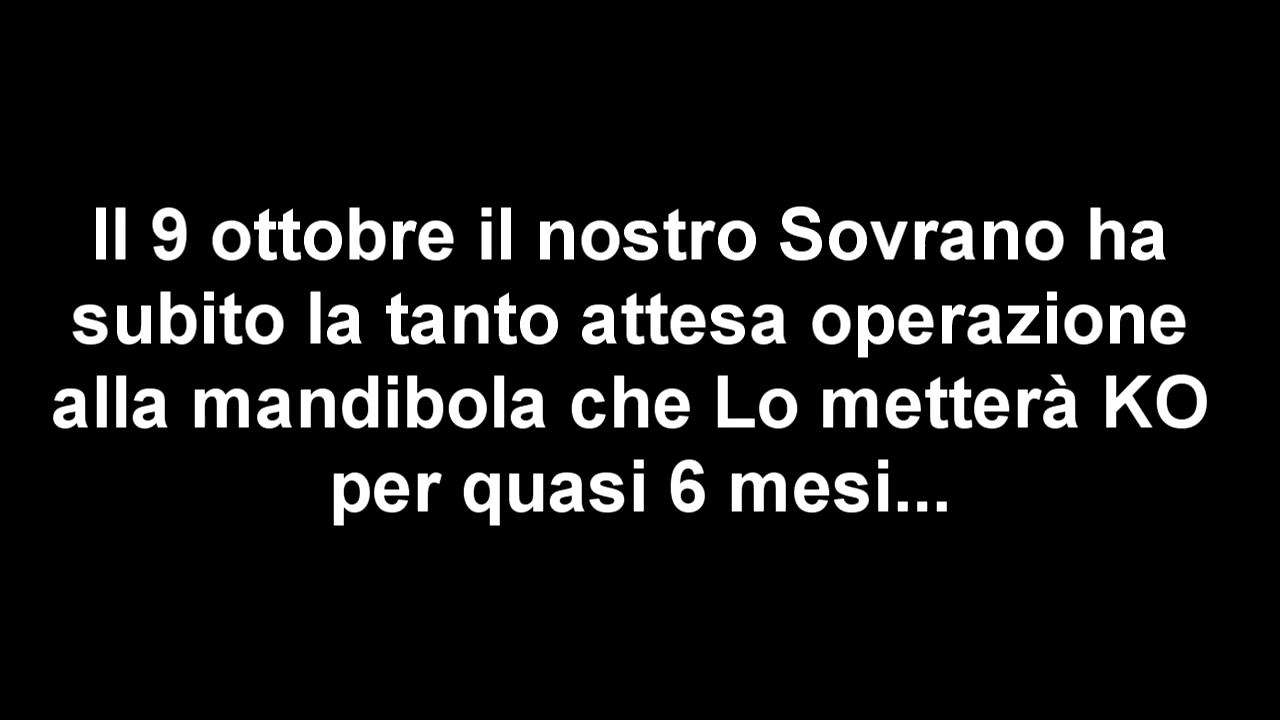 Il 9 ottobre il nostro Sovrano ha
subito la tanto attesa operazione
alla mandibola che Lo metterà KO
per quasi 6 mesi...